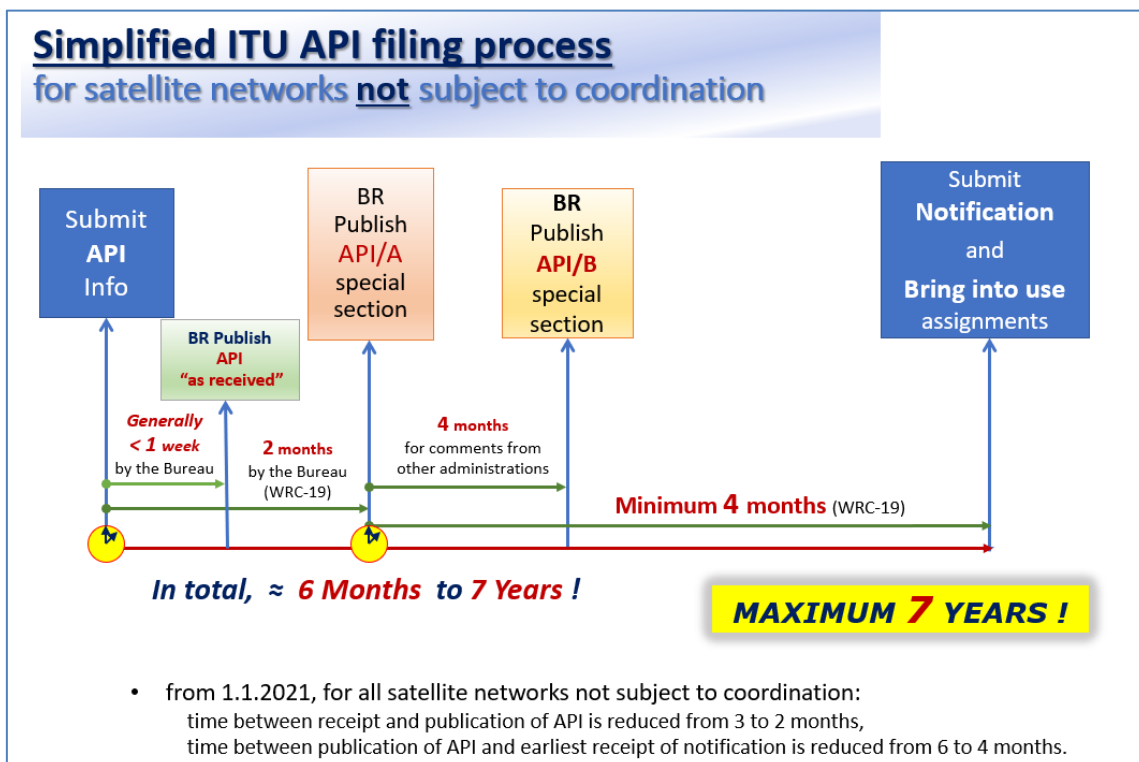 Simplified ITU API filing process
for satellite networks not subject to coordination
Submit
API
Info
BR Publish
API
“as received”
BR
Publish
API/A
special
section
BR
Publish
API/B
special
section
Submit
Notification
and
Bring into use
assignments
Generally
< 1 week
by the Bureau
2 months
by the Bureau
(WRC-19)
4 months
for comments from
other administrations
Minimum 4 months (WRC-19)
In total, ≈ 6 Months to 7 Years !
MAXIMUM 7 YEARS !
• from 1.1.2021, for all satellite networks not subject to coordination:
time between receipt and publication of API is reduced from 3 to 2 months,
time between publication of API and earliest receipt of notification is reduced from 6 to 4 months.